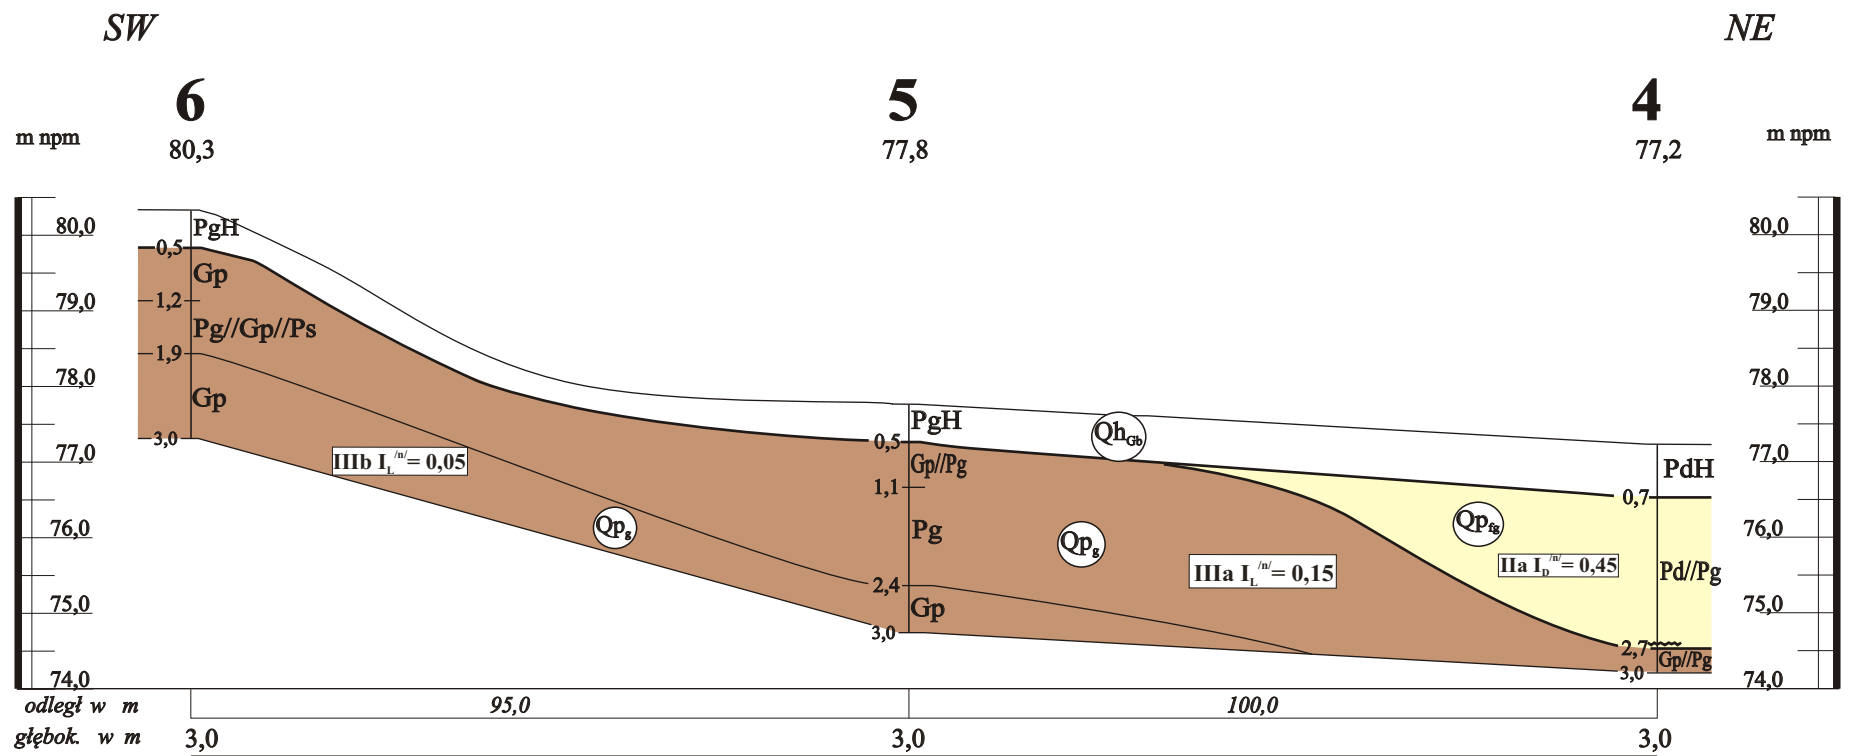 SW NE
6 5 4
m npm 80,3 77,8 77,2 m npm
80,0 PgH 80,0
0,5
Gp
79,0 1,2 79,0
Pg//Gp//Ps
1,9
78,0 Gp 78,0
PgH Qh Gb
3,0 0,5
77,0 IIIb I L /n/ = 0,05 Gp//Pg 77,0 PdH
1,1 0,7
76,0 Qp g Pg Qp g Qp fg 76,0
IIIa I L /n/ = 0,15 IIa I D /n/ = 0,45 Pd//Pg
2,4
75,0 Gp 75,0
3,0 2,7
Gp//Pg
74,0 3,0 74,0
odległ w m 95,0 100,0
głębok. w m 3,0 3,0 3,0